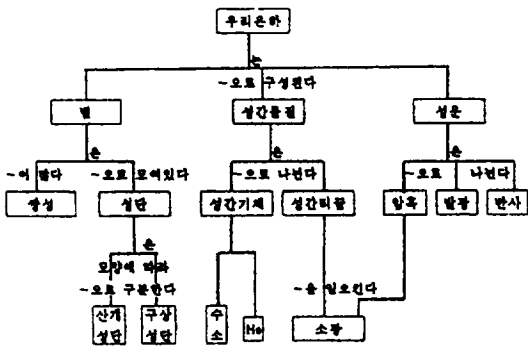 우리은하
는
~으로 구성된다
별 성간물질 성운
은 은 은
~이 많다 ~으로 모여있다 ~으로 나뉜다 ~으로 나뉜다
쌍성 성단 성간기체 성간티끌 암흑 발광 반사
은
모양에 따라
~으로 구분한다 ~을 일으킨다
산개 성단 구상 성단 수소 He 소광